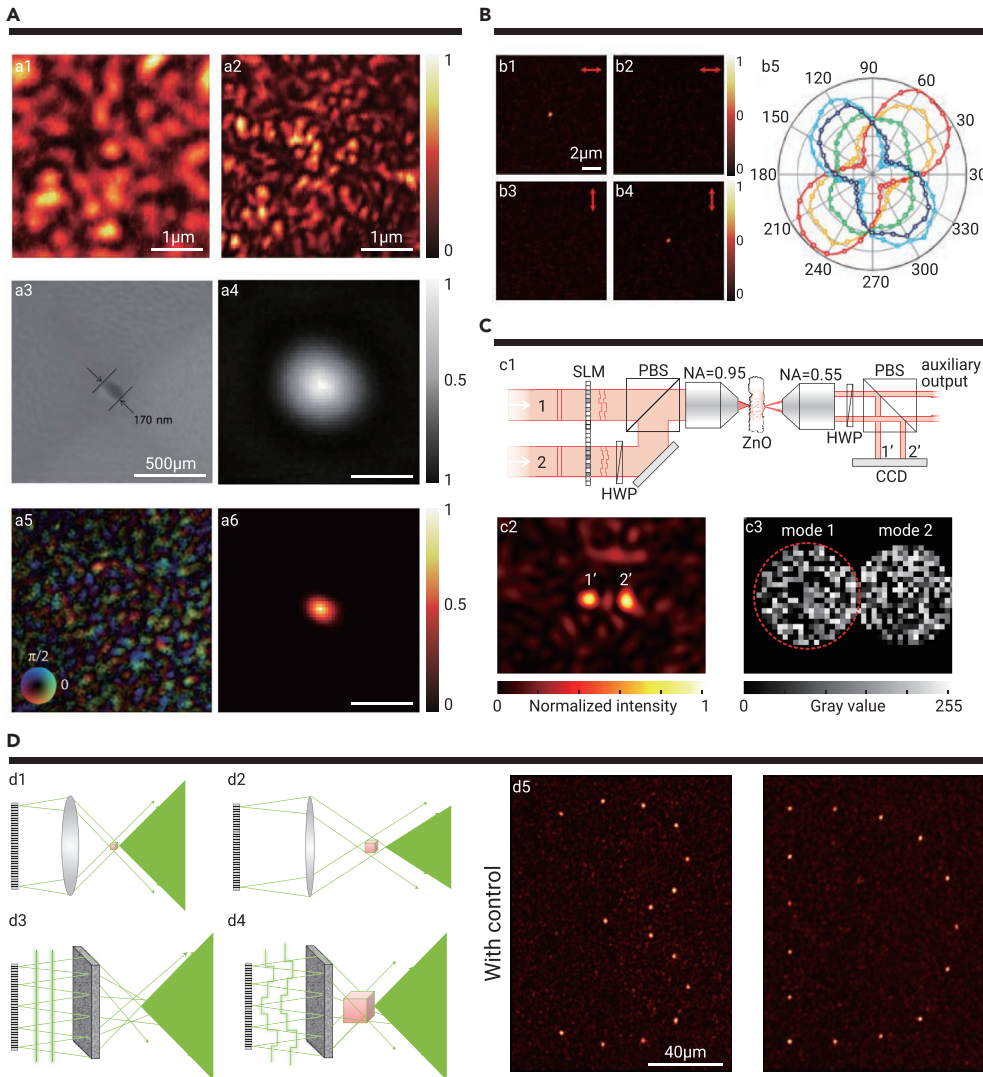 A
a1
1μm
a2
1μm
1
0
a3
170 nm
500μm
a4
1
0.5
1
a5
π/2
0
a6
1
0.5
0
B
b1
2μm
b2
1
0
b3
b4
1
0
0
b5
90
60
30
30
330
300
270
240
210
180
150
120
C
c1
SLM
PBS
NA=0.95
NA=0.55
PBS
auxiliary
output
1
2
HWP
ZnO
HWP
1'
2'
CCD
c2
1'
2'
0
Normalized intensity
1
c3
mode 1
mode 2
0
Gray value
255
D
d1
d2
d3
d4
d5
With control
40μm